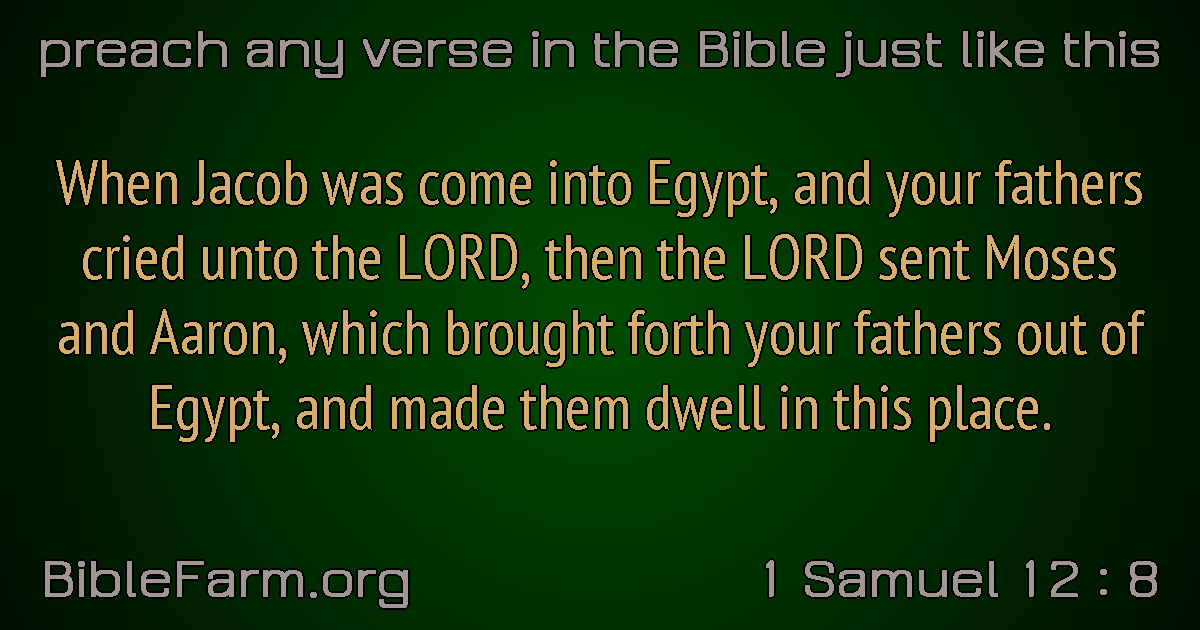 preach any verse in the Bible just like this
When Jacob was come into Egypt, and your fathers
cried unto the LORD, then the LORD sent Moses
and Aaron, which brought forth your fathers out of
Egypt, and made them dwell in this place.
BibleFarm.org
1 Samuel 12 : 8